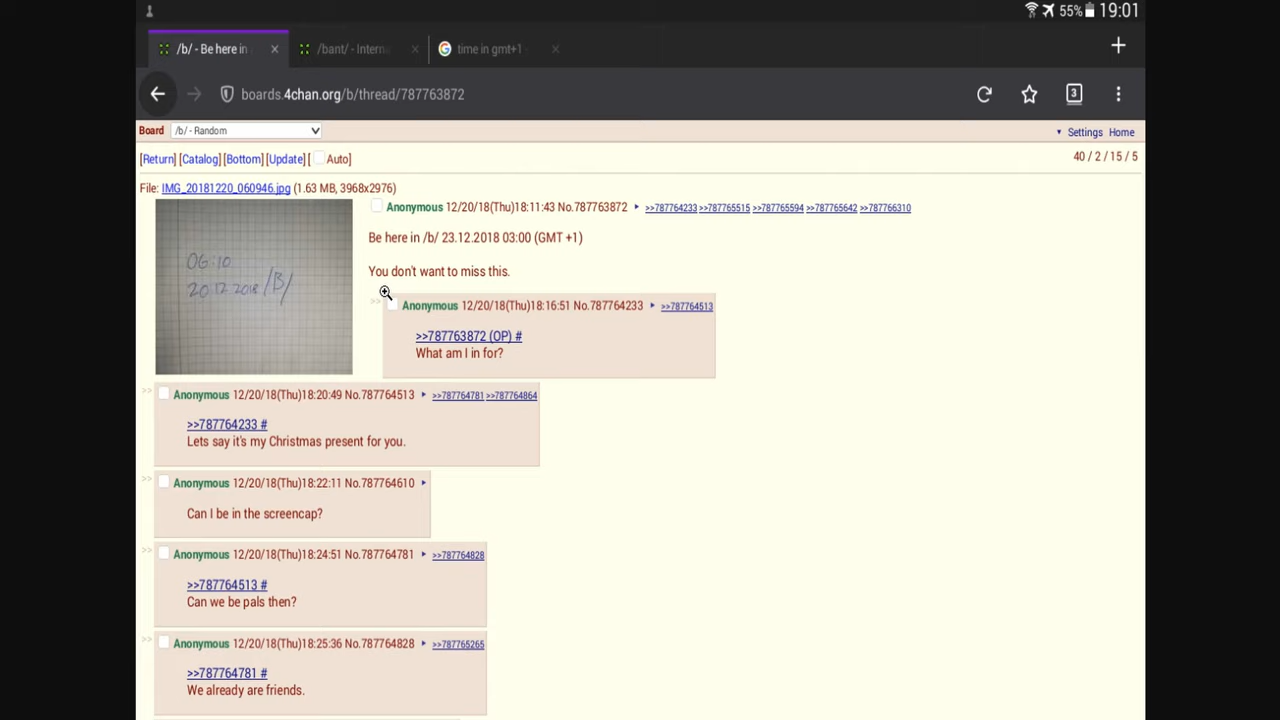 55% 19:01
/b/ - Be here in
/bant/ - Intern
time in gmt+1
boards.4chan.org/b/thread/787763872
3
Board /b/ - Random
Settings Home
[Return] [Catalog] [Bottom] [Update] [ Auto]
40 / 2 / 15 / 5
File: IMG_20181220_060946.jpg (1.63 MB, 3968x2976)
06:10
20.12.2018 /B/
Anonymous 12/20/18(Thu)18:11:43 No.787763872 >>787764233 >>787765515 >>787765594 >>787765642 >>787766310
Be here in /b/ 23.12.2018 03:00 (GMT +1)
You don't want to miss this.
>> Anonymous 12/20/18(Thu)18:16:51 No.787764233 >>787764513
>>787763872 (OP) #
What am I in for?
>> Anonymous 12/20/18(Thu)18:20:49 No.787764513 >>787764781 >>787764864
>>787764233 #
Lets say it's my Christmas present for you.
>> Anonymous 12/20/18(Thu)18:22:11 No.787764610
Can I be in the screencap?
>> Anonymous 12/20/18(Thu)18:24:51 No.787764781 >>787764828
>>787764513 #
Can we be pals then?
>> Anonymous 12/20/18(Thu)18:25:36 No.787764828 >>787765265
>>787764781 #
We already are friends.